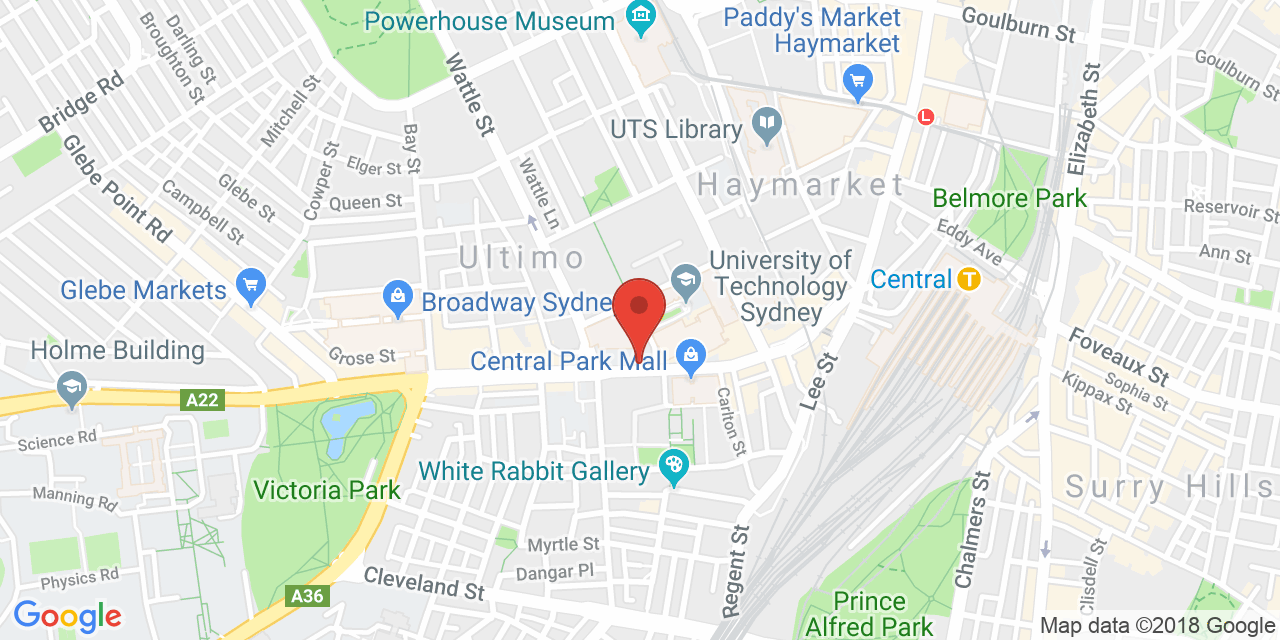 Powerhouse Museum
Paddy's Market
Haymarket
Goulburn St
Goulburn St
Darling St
Broughton St
Bridge Rd
Mitchell St
Wattle St
Elizabeth St
L
UTS Library
Glebe Point Rd
Bay St
Elger St
Cowper St
Glebe St
Campbell St
Queen St
Wattle Ln
Haymarket
Belmore Park
Reservoir St
Eddy Ave
Ann St
Ultimo
University of
Technology
Sydney
Central
T
Glebe Markets
Broadway Sydne
Holme Building
Grose St
Central Park Mall
Lee St
Foveaux St
Sophia St
Kippax St
A22
Carlton St
Science Rd
White Rabbit Gallery
Manning Rd
Victoria Park
Surry Hills
Chalmers St
Regent St
Myrtle St
Dangar Pl
Physics Rd
Cleveland St
A36
Clisdell St
Prince
Alfred Park
Google
Map data ©2018 Google